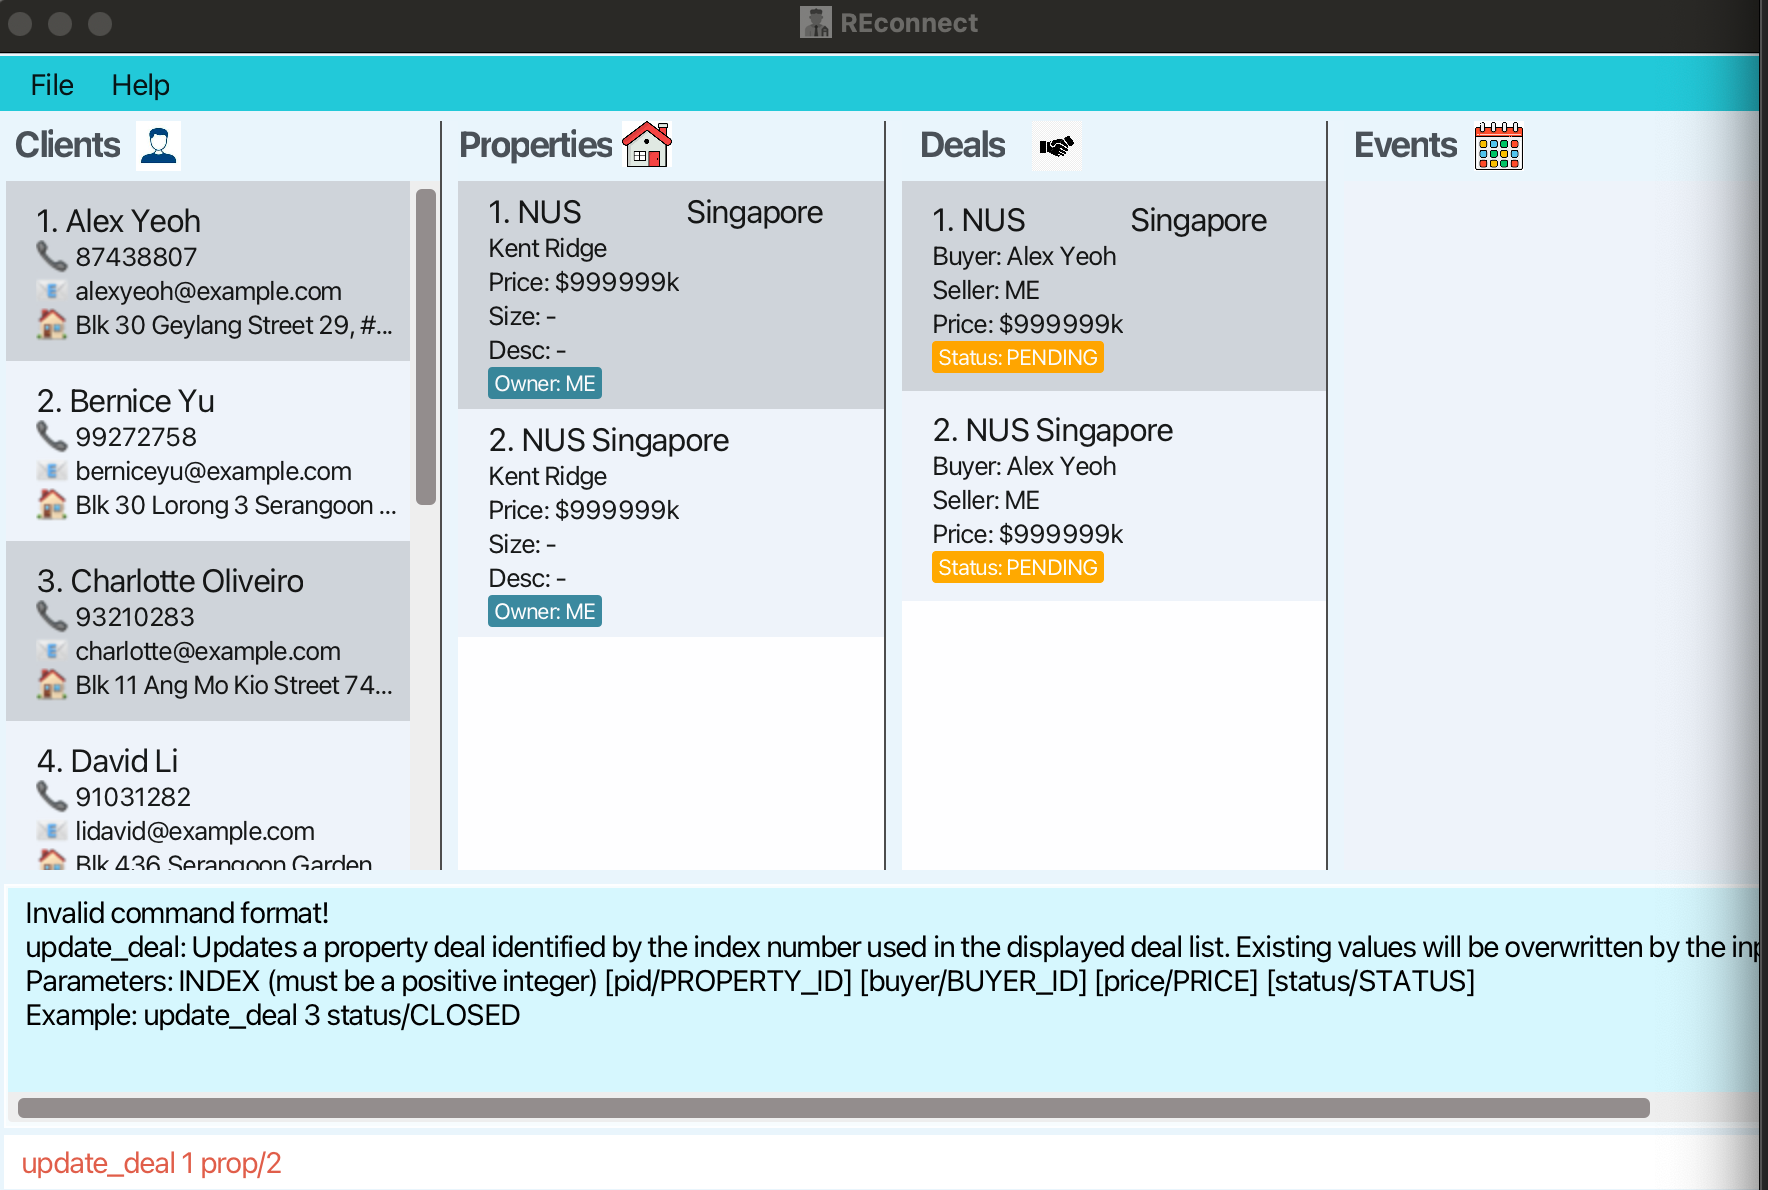 REconnect
File Help
Clients
1. Alex Yeoh
87438807
alexyeoh@example.com
Blk 30 Geylang Street 29, #...
2. Bernice Yu
99272758
berniceyu@example.com
Blk 30 Lorong 3 Serangoon ...
3. Charlotte Oliveiro
93210283
charlotte@example.com
Blk 11 Ang Mo Kio Street 74...
4. David Li
91031282
lidavid@example.com
Blk 436 Serangoon Garden
Properties
1. NUS Singapore
Kent Ridge
Price: $999999k
Size: -
Desc: -
Owner: ME
2. NUS Singapore
Kent Ridge
Price: $999999k
Size: -
Desc: -
Owner: ME
Deals
1. NUS Singapore
Buyer: Alex Yeoh
Seller: ME
Price: $999999k
Status: PENDING
2. NUS Singapore
Buyer: Alex Yeoh
Seller: ME
Price: $999999k
Status: PENDING
Events
Invalid command format!
update_deal: Updates a property deal identified by the index number used in the displayed deal list. Existing values will be overwritten by the
Parameters: INDEX (must be a positive integer) [pid/PROPERTY_ID] [buyer/BUYER_ID] [price/PRICE] [status/STATUS]
Example: update_deal 3 status/CLOSED
update_deal 1 prop/2